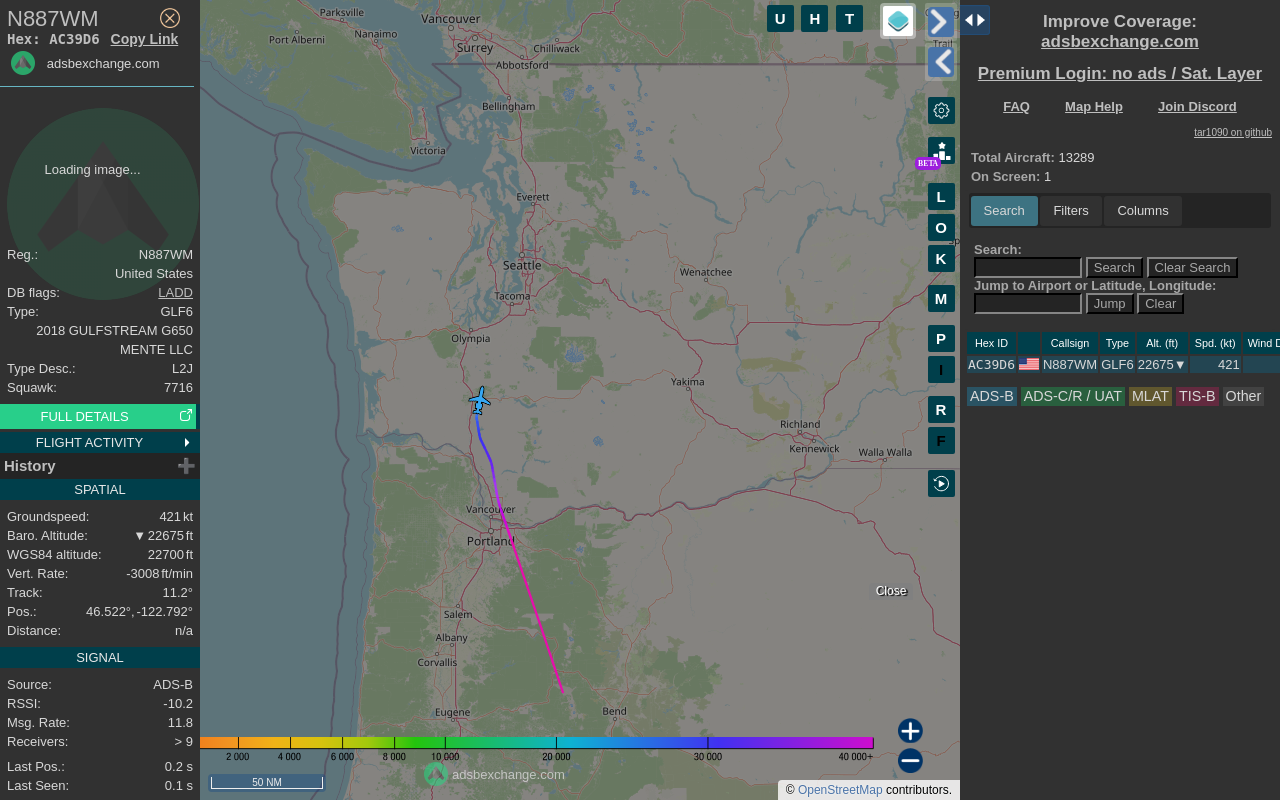 N887WM
Hex: AC39D6 Copy Link
adsbexchange.com
Loading image...
Reg.: N887WM
United States
DB flags: LADD
Type: GLF6
2018 GULFSTREAM G650
MENTE LLC
Type Desc.: L2J
Squawk: 7716
FULL DETAILS
FLIGHT ACTIVITY
History
SPATIAL
Groundspeed: 421 kt
Baro. Altitude: ▼ 22675 ft
WGS84 altitude: 22700 ft
Vert. Rate: -3008 ft/min
Track: 11.2°
Pos.: 46.522°, -122.792°
Distance: n/a
SIGNAL
Source: ADS-B
RSSI: -10.2
Msg. Rate: 11.8
Receivers: > 9
Last Pos.: 0.2 s
Last Seen: 0.1 s
Parksville
Vancouver
Port Alberni
Nanaimo
Surrey
Chilliwack
Abbotsford
Bellingham
Victoria
Everett
Seattle
Wenatchee
Tacoma
Olympia
Yakima
Richland
Kennewick
Walla Walla
Vancouver
Portland
Salem
Albany
Corvallis
Eugene
Bend
Close
U H T
Trail
BETA
L
O
K
M
P
I
R
F
2 000 4 000 6 000 8 000 10 000 20 000 30 000 40 000+
50 NM
adsbexchange.com
© OpenStreetMap contributors.
Improve Coverage:
adsbexchange.com
Premium Login: no ads / Sat. Layer
FAQ Map Help Join Discord
tar1090 on github
Total Aircraft: 13289
On Screen: 1
Search Filters Columns
Search:
Search Clear Search
Jump to Airport or Latitude, Longitude:
Jump Clear
Hex ID Callsign Type Alt. (ft) Spd. (kt) Wind D
AC39D6 N887WM GLF6 22675▼ 421
ADS-B ADS-C/R / UAT MLAT TIS-B Other